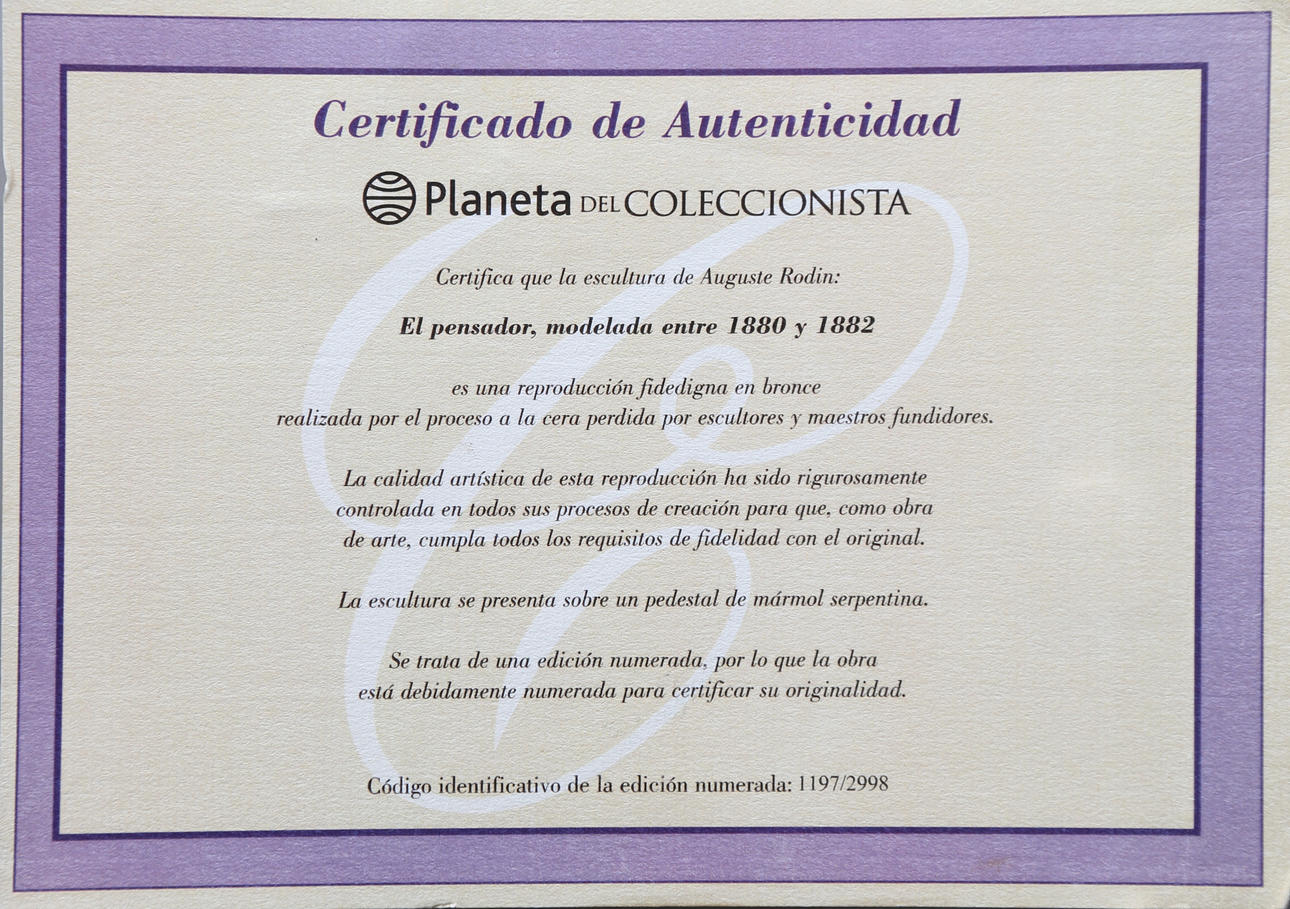 Certificado de Autenticidad
Planeta DEL COLECCIONISTA
Certifica que la escultura de Auguste Rodin:
El pensador, modelada entre 1880 y 1882
es una reproducción fidedigna en bronce
realizada por el proceso a la cera perdida por escultores y maestros fundidores.
La calidad artística de esta reproducción ha sido rigurosamente
controlada en todos sus procesos de creación para que, como obra
de arte, cumpla todos los requisitos de fidelidad con el original.
La escultura se presenta sobre un pedestal de mármol serpentina.
Se trata de una edición numerada, por lo que la obra
está debidamente numerada para certificar su originalidad.
Código identificativo de la edición numerada: 1197/2998